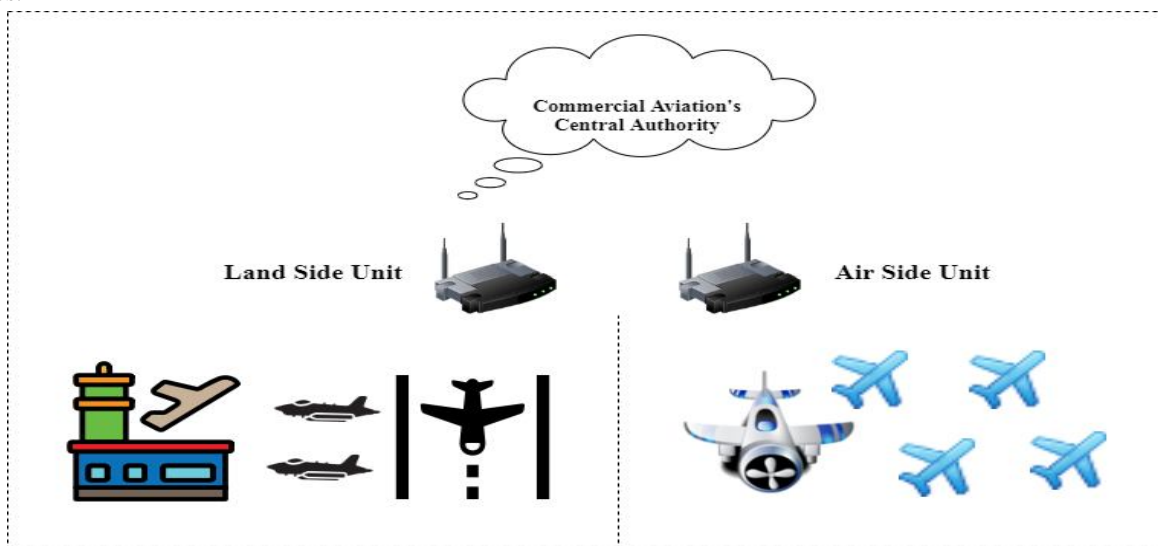 Commercial Aviation's
Central Authority
Land Side Unit
Air Side Unit